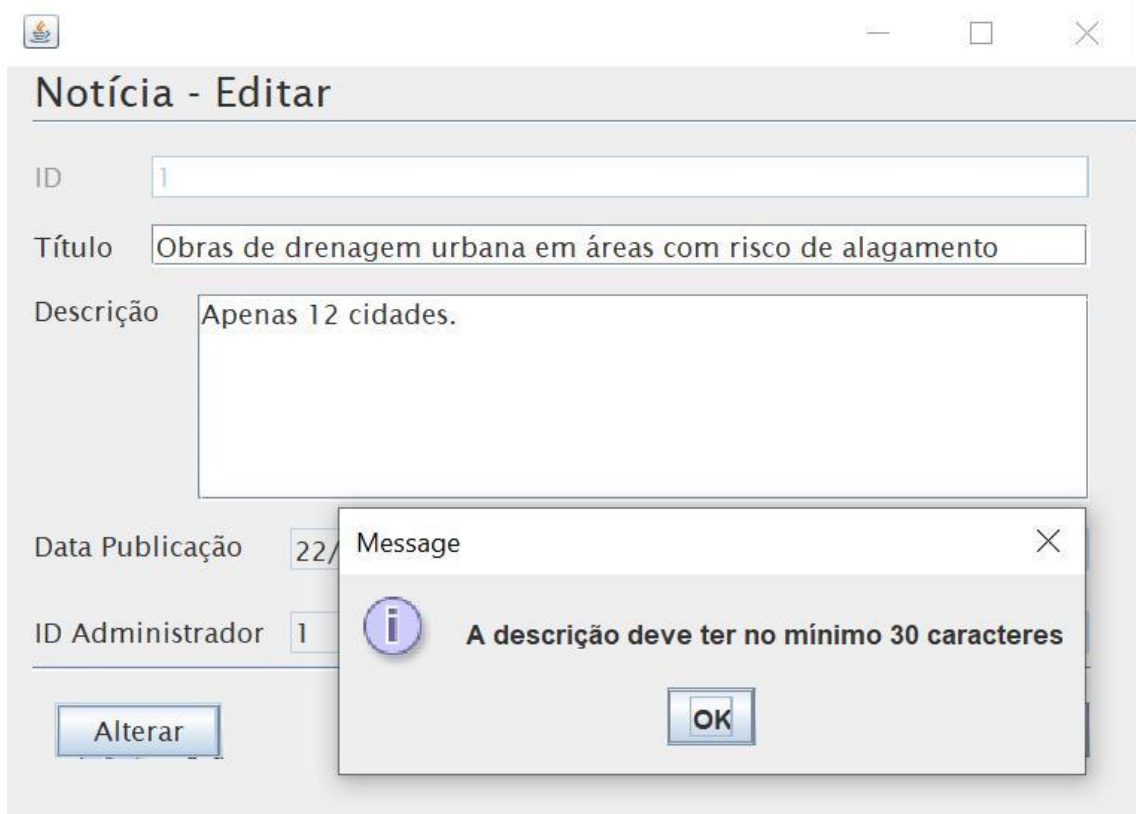 Notícia - Editar
ID 1
Título Obras de drenagem urbana em áreas com risco de alagamento
Descrição Apenas 12 cidades.
Data Publicação 22/
Message
ID Administrador 1
A descrição deve ter no mínimo 30 caracteres
OK
Alterar